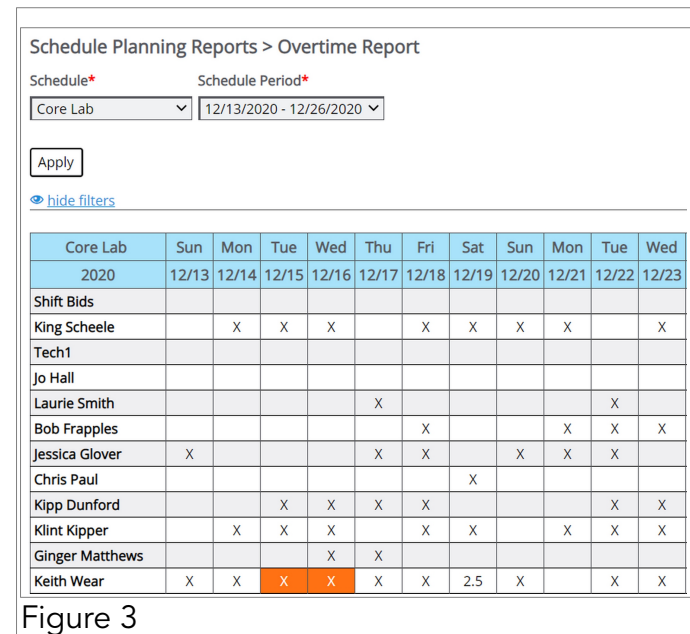 Schedule Planning Reports > Overtime Report
Schedule* Schedule Period*
Core Lab 12/13/2020 - 12/26/2020
Apply
hide filters
Core Lab Sun Mon Tue Wed Thu Fri Sat Sun Mon Tue Wed
2020 12/13 12/14 12/15 12/16 12/17 12/18 12/19 12/20 12/21 12/22 12/23
Shift Bids
King Scheele X X X X X X X X
Tech1
Jo Hall
Laurie Smith X X
Bob Frapples X X X X
Jessica Glover X X X X X X
Chris Paul X
Kipp Dunford X X X X X X
Klint Kipper X X X X X X X X
Ginger Matthews X X
Keith Wear X X X X X X 2.5 X X X
Figure 3